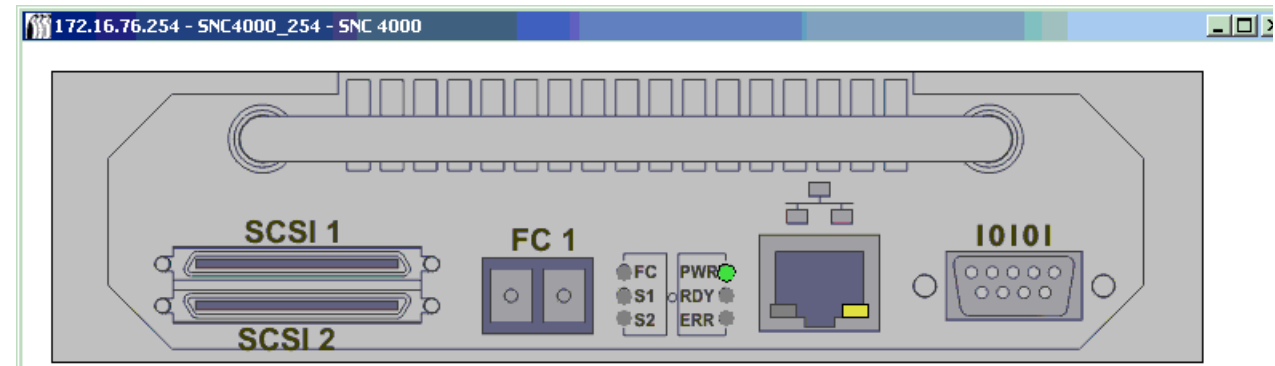 172.16.76.254 - SNC4000_254 - SNC 4000
SCSI 1
FC 1
IOIOI
FC PWR
S1 RDY
S2 ERR
SCSI 2